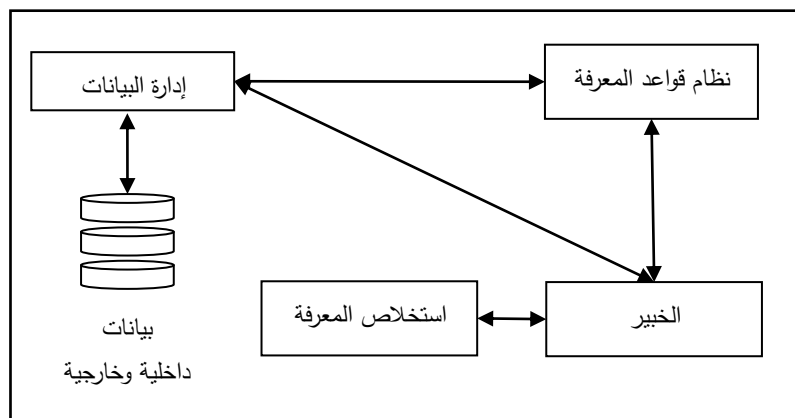 نظام قواعد المعرفة
إدارة البيانات
الخبير
استخلاص المعرفة
بيانات
داخلية وخارجية